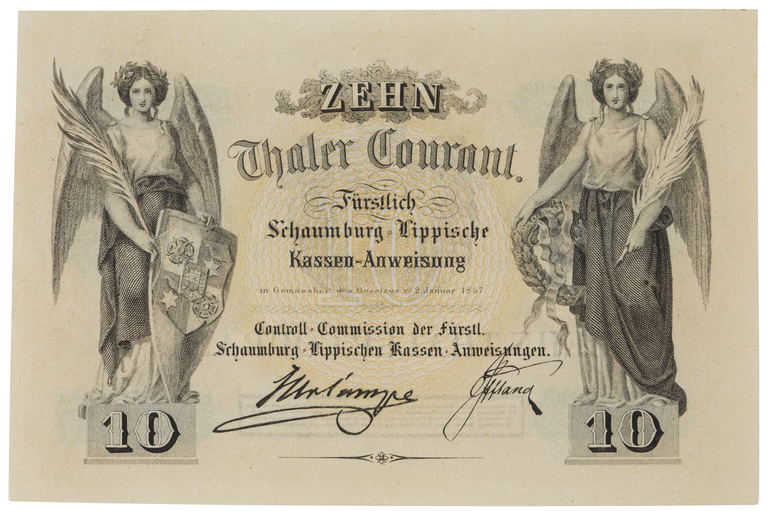 ZEHN
Thaler Courant.
Fürstlich
Schaumburg=Lippische
Kassen=Anweisung
in Gemässheit des Gesetzes v. 2. Januar 1857
Controll=Commission der Fürstl.
Schaumburg=Lippischen Kassen=Anweisungen.
10
10
10